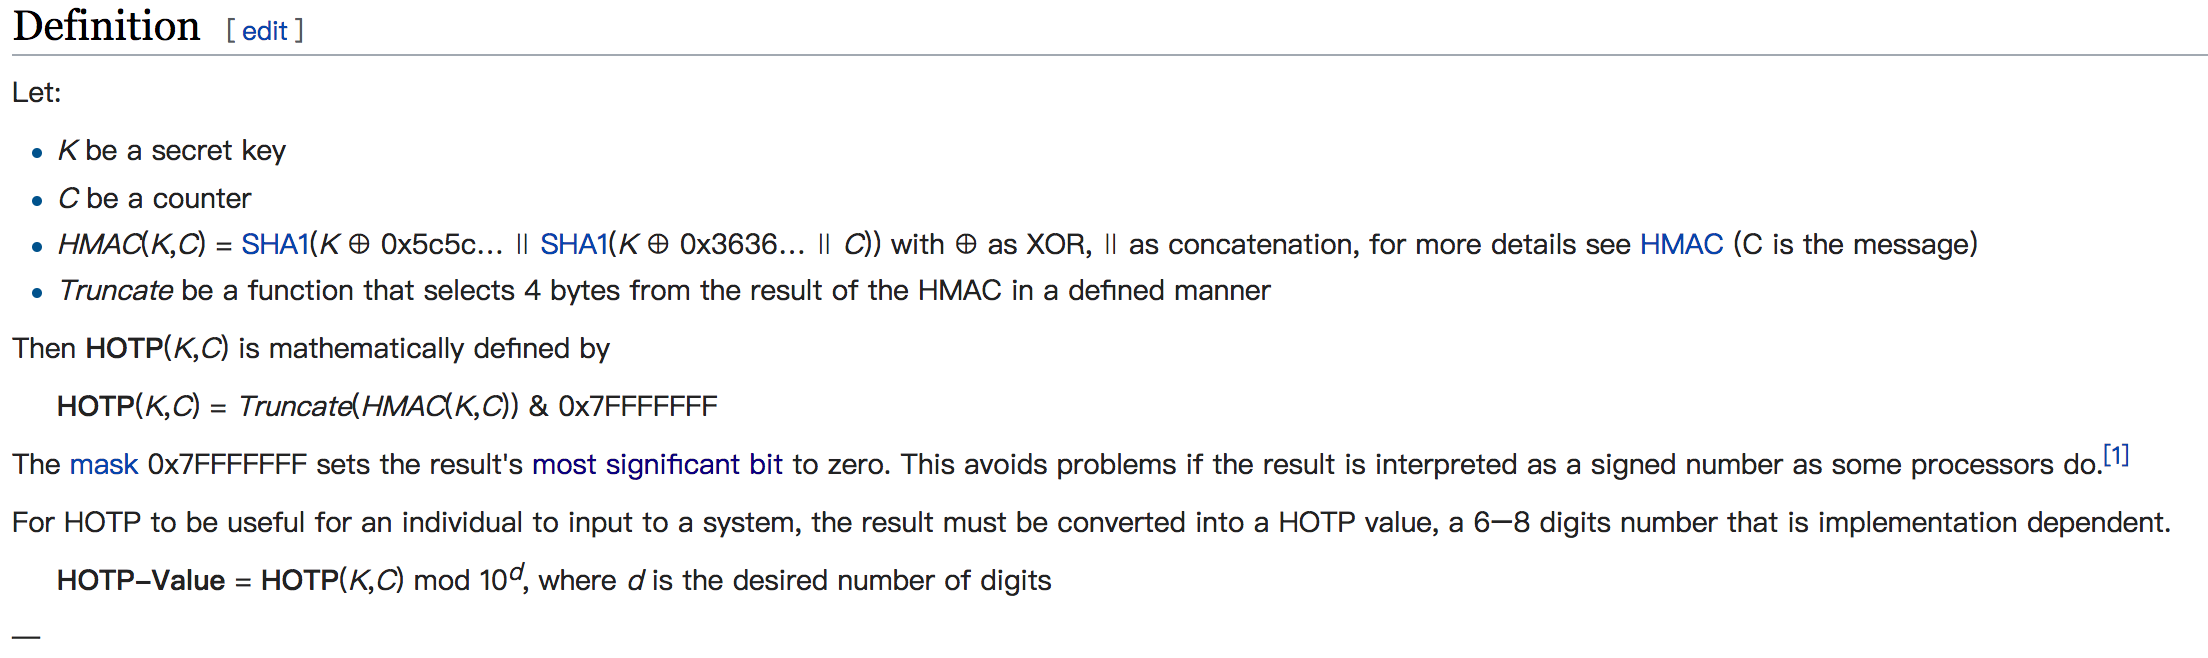 Definition [ edit ]
Let:
• K be a secret key
• C be a counter
• HMAC(K,C) = SHA1(K ⊕ 0x5c5c… || SHA1(K ⊕ 0x3636… || C)) with ⊕ as XOR, || as concatenation, for more details see HMAC (C is the message)
• Truncate be a function that selects 4 bytes from the result of the HMAC in a defined manner
Then HOTP(K,C) is mathematically defined by
HOTP(K,C) = Truncate(HMAC(K,C)) & 0x7FFFFFFF
The mask 0x7FFFFFFF sets the result's most significant bit to zero. This avoids problems if the result is interpreted as a signed number as some processors do.[1]
For HOTP to be useful for an individual to input to a system, the result must be converted into a HOTP value, a 6–8 digits number that is implementation dependent.
HOTP–Value = HOTP(K,C) mod 10^d, where d is the desired number of digits
—